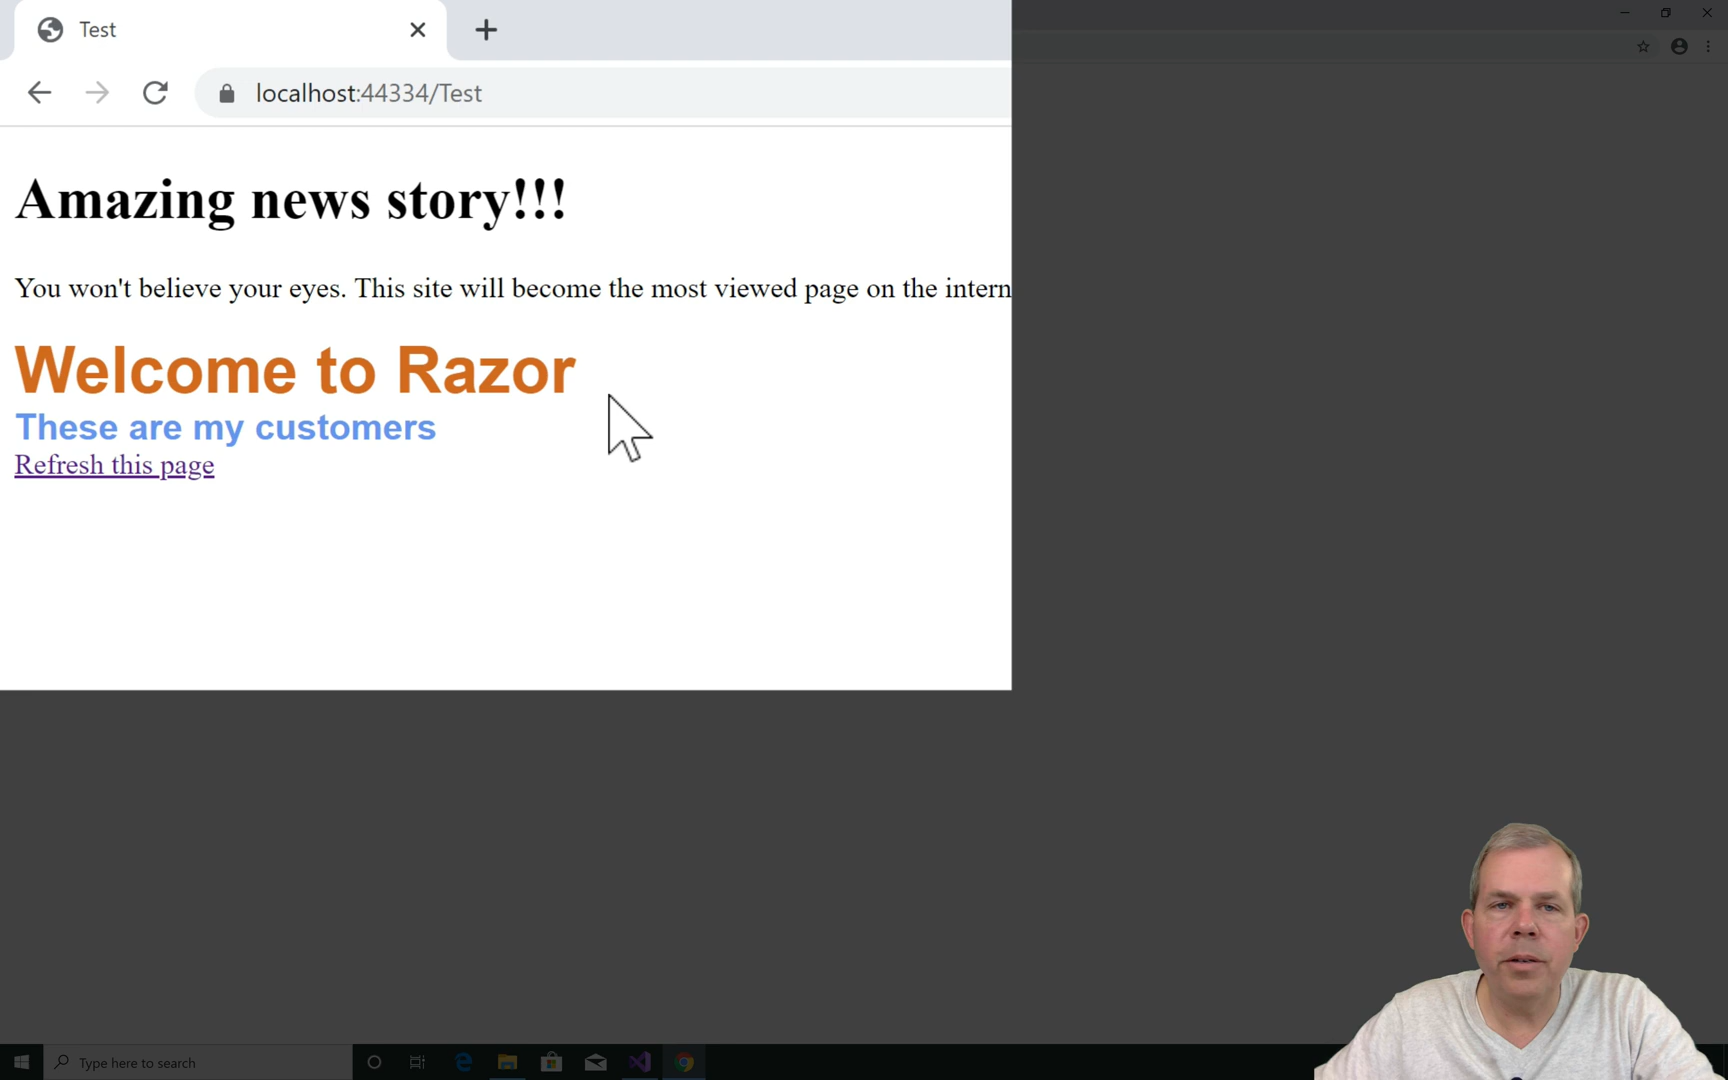 Test
localhost:44334/Test
Amazing news story!!!
You won't believe your eyes. This site will become the most viewed page on the intern
Welcome to Razor
These are my customers
Refresh this page
Type here to search